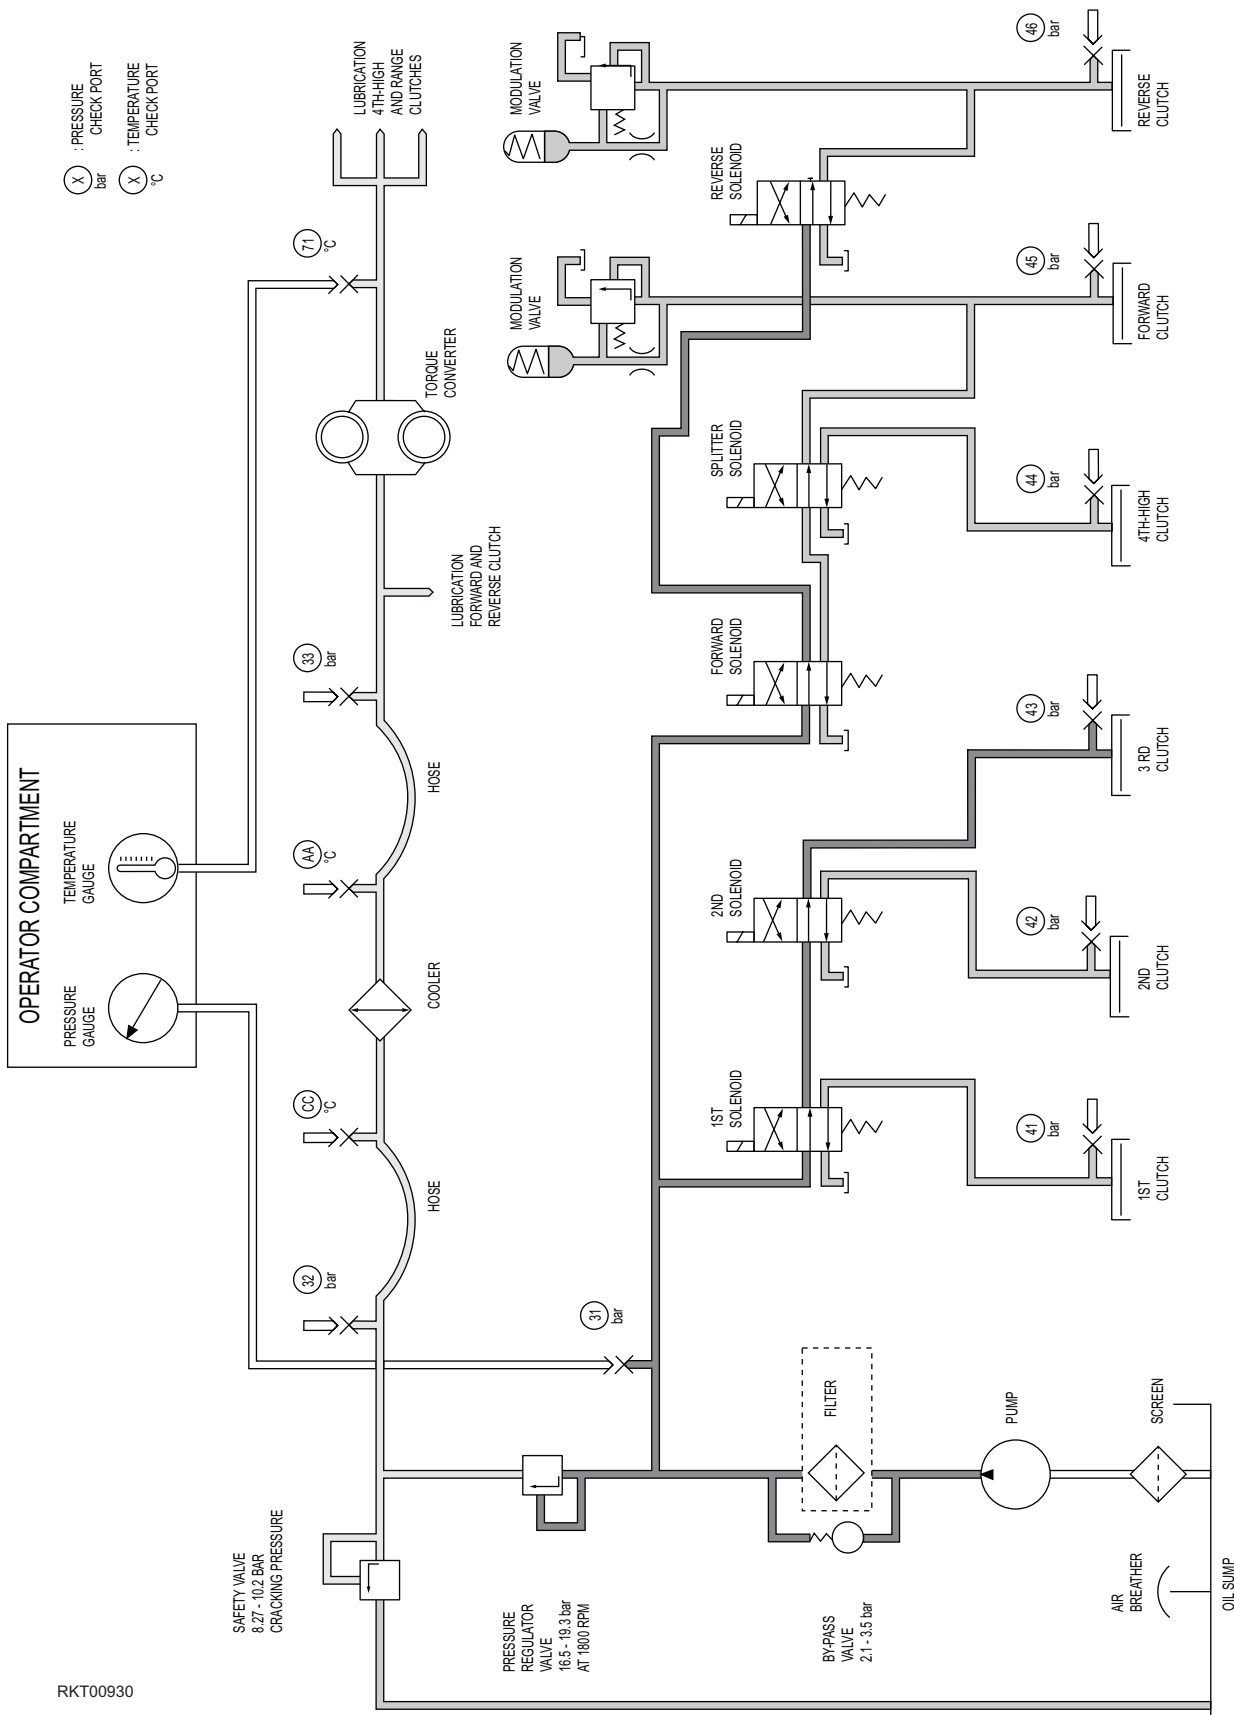 X
bar
: PRESSURE
CHECK PORT
X
°C
: TEMPERATURE
CHECK PORT
OPERATOR COMPARTMENT
PRESSURE
GAUGE
TEMPERATURE
GAUGE
SAFETY VALVE
8.27 - 10.2 BAR
CRACKING PRESSURE
32
bar
HOSE
CC
°C
COOLER
AA
°C
HOSE
33
bar
LUBRICATION
FORWARD AND
REVERSE CLUTCH
TORQUE
CONVERTER
71
°C
LUBRICATION
4TH-HIGH
AND RANGE
CLUTCHES
PRESSURE
REGULATOR
VALVE
16.5 - 19.3 bar
AT 1800 RPM
31
bar
MODULATION
VALVE
MODULATION
VALVE
1ST
SOLENOID
2ND
SOLENOID
FORWARD
SOLENOID
SPLITTER
SOLENOID
REVERSE
SOLENOID
BY-PASS
VALVE
2.1 - 3.5 bar
FILTER
PUMP
41
bar
42
bar
43
bar
44
bar
45
bar
46
bar
AIR
BREATHER
SCREEN
1ST
CLUTCH
2ND
CLUTCH
3 RD
CLUTCH
4TH-HIGH
CLUTCH
FORWARD
CLUTCH
REVERSE
CLUTCH
OIL SUMP
RKT00930